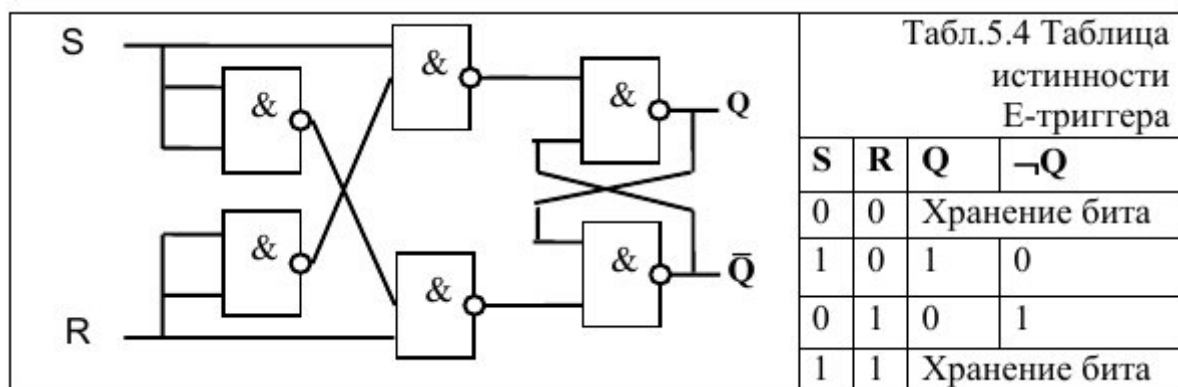 S
&
&
&
&
&
&
R
Q
Q̅
Табл.5.4 Таблица
истинности
Е-триггера
S R Q ¬Q
0 0 Хранение бита
1 0 1 0
0 1 0 1
1 1 Хранение бита